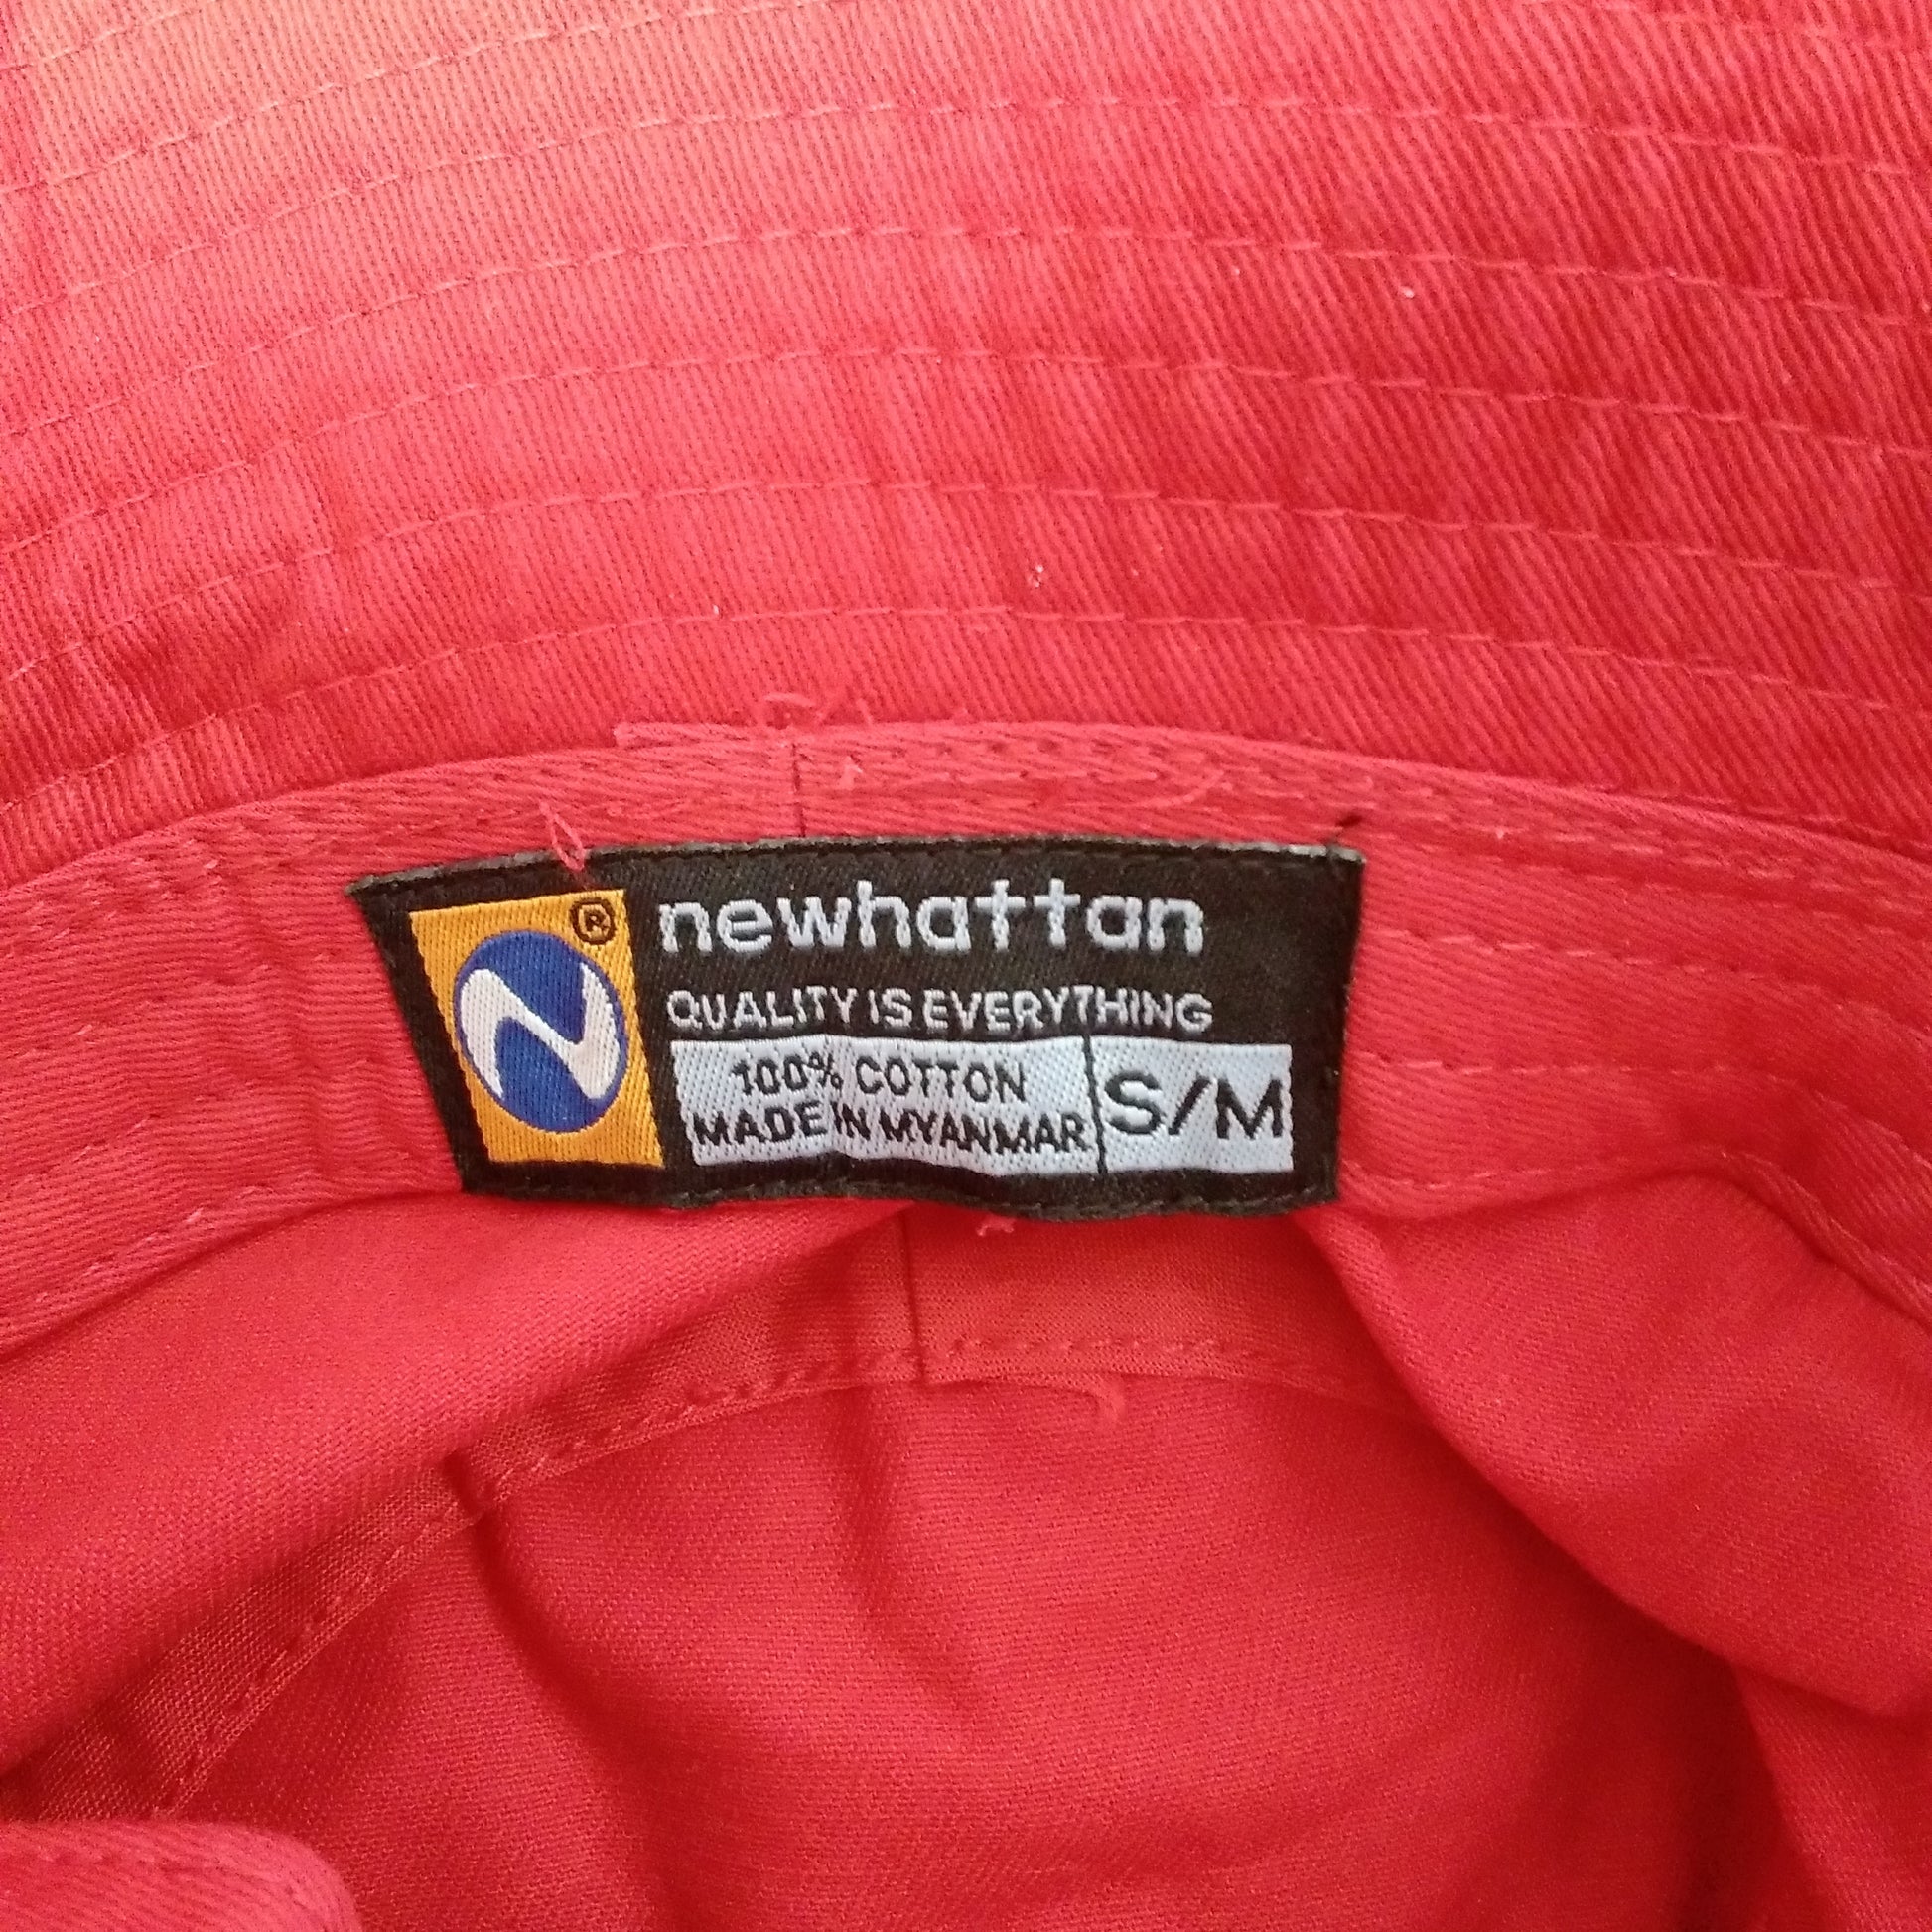 ®
newhattan
QUALITY IS EVERYTHING
100% COTTON
MADE IN MYANMAR
S/M